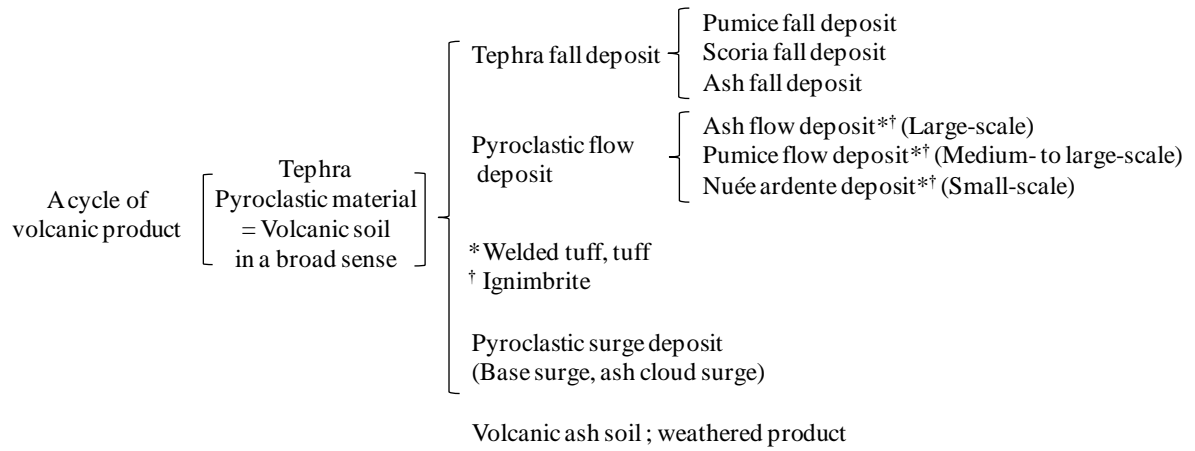 A cycle of
volcanic product
Tephra
Pyroclastic material
= Volcanic soil
in a broad sense
Tephra fall deposit
Pumice fall deposit
Scoria fall deposit
Ash fall deposit
Pyroclastic flow
deposit
Ash flow deposit*† (Large-scale)
Pumice flow deposit*† (Medium- to large-scale)
Nuée ardente deposit*† (Small-scale)
* Welded tuff, tuff
† Ignimbrite
Pyroclastic surge deposit
(Base surge, ash cloud surge)
Volcanic ash soil ; weathered product